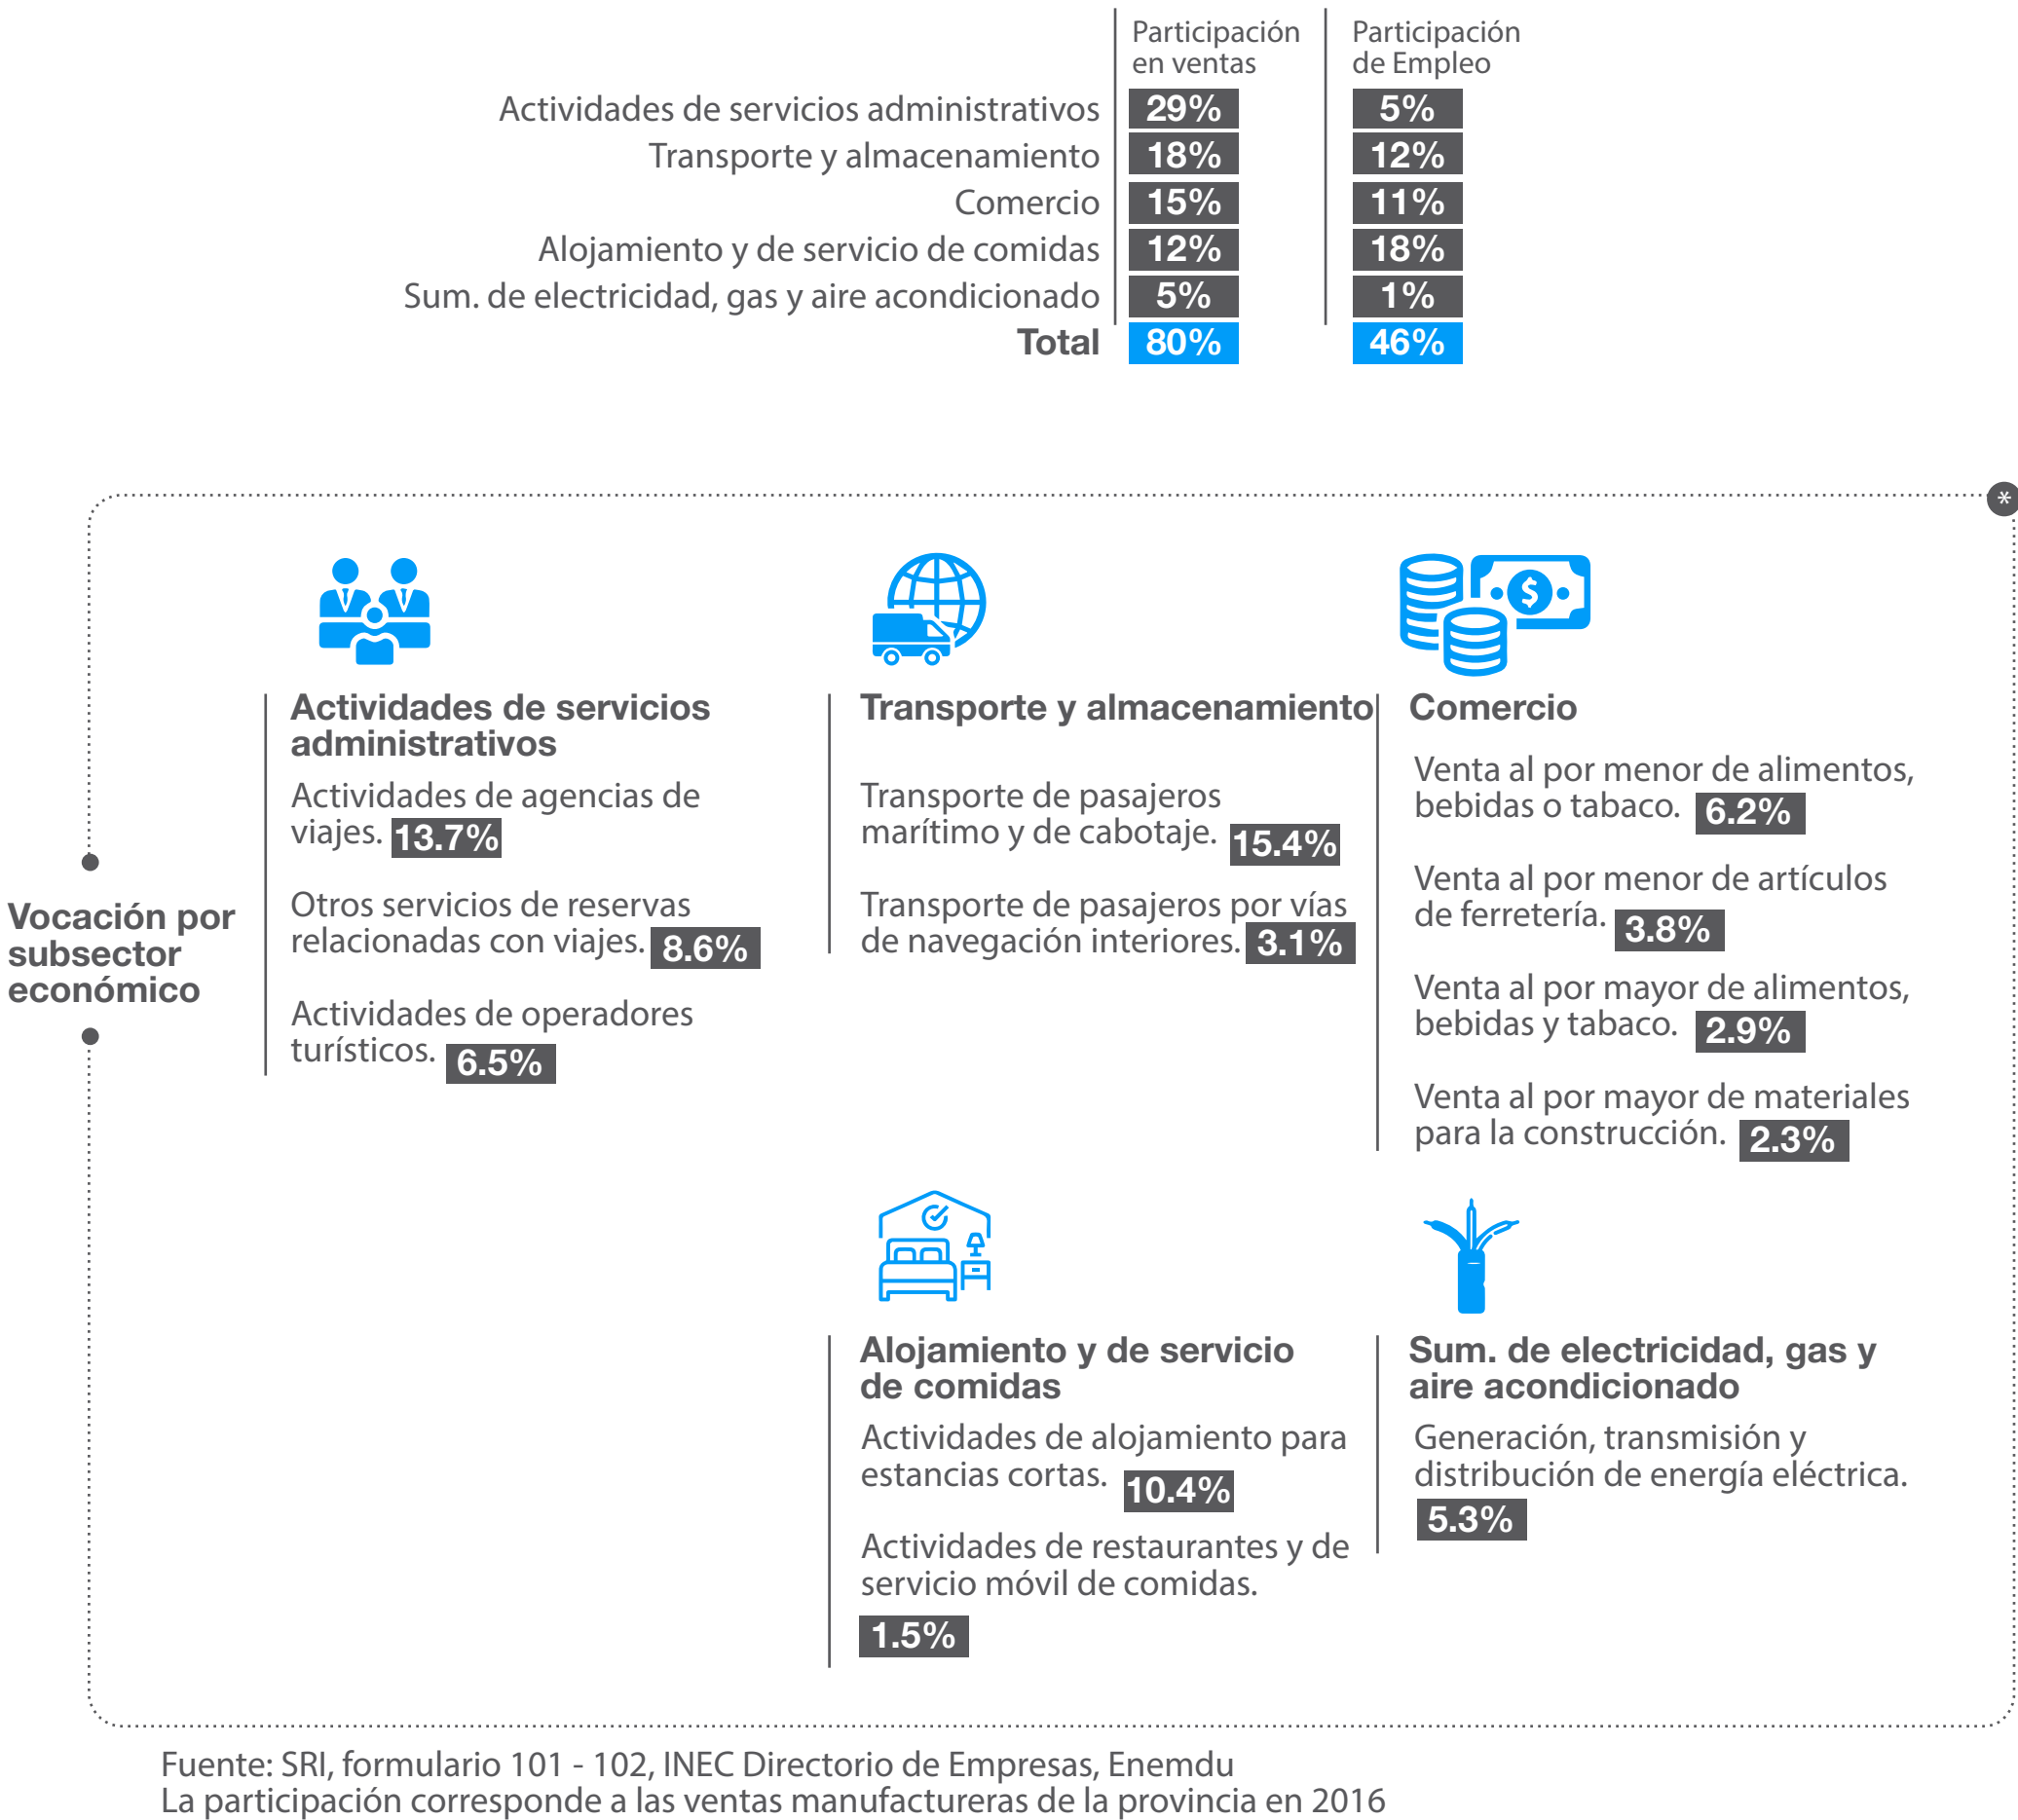 Participación
en ventas
Participación
de Empleo
Actividades de servicios administrativos 29% 5%
Transporte y almacenamiento 18% 12%
Comercio 15% 11%
Alojamiento y de servicio de comidas 12% 18%
Sum. de electricidad, gas y aire acondicionado 5% 1%
Total 80% 46%
*
Vocación por
subsector
económico
Actividades de servicios
administrativos
Actividades de agencias de
viajes. 13.7%
Otros servicios de reservas
relacionadas con viajes. 8.6%
Actividades de operadores
turísticos. 6.5%
Transporte y almacenamiento
Transporte de pasajeros
marítimo y de cabotaje. 15.4%
Transporte de pasajeros por vías
de navegación interiores. 3.1%
$
Comercio
Venta al por menor de alimentos,
bebidas o tabaco. 6.2%
Venta al por menor de artículos
de ferretería. 3.8%
Venta al por mayor de alimentos,
bebidas y tabaco. 2.9%
Venta al por mayor de materiales
para la construcción. 2.3%
Alojamiento y de servicio
de comidas
Actividades de alojamiento para
estancias cortas. 10.4%
Actividades de restaurantes y de
servicio móvil de comidas.
1.5%
Sum. de electricidad, gas y
aire acondicionado
Generación, transmisión y
distribución de energía eléctrica.
5.3%
Fuente: SRI, formulario 101 - 102, INEC Directorio de Empresas, Enemdu
La participación corresponde a las ventas manufactureras de la provincia en 2016